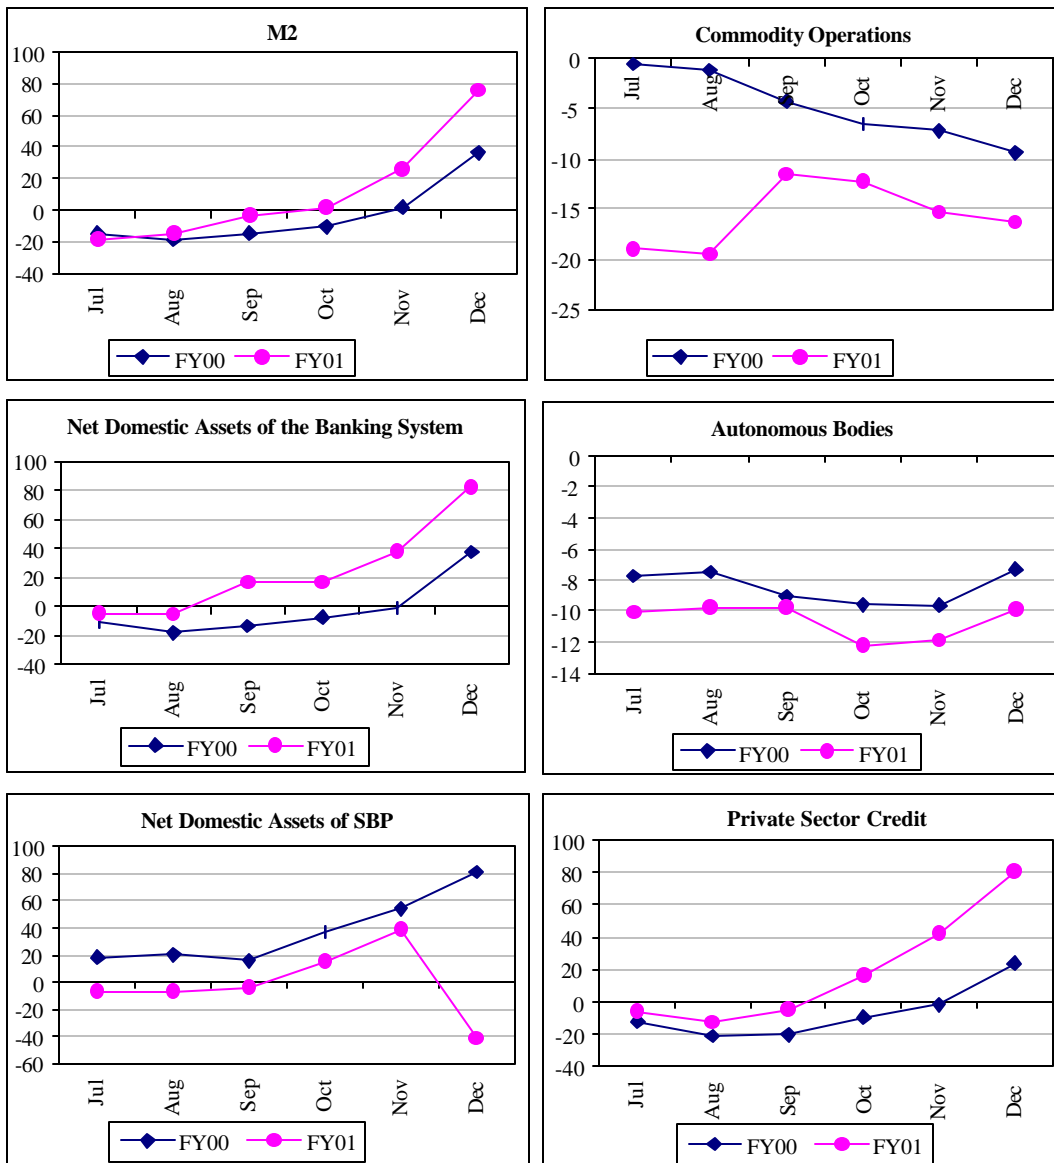 M2
100
80
60
40
20
0
-20
-40
Jul Aug Sep Oct Nov Dec
FY00 FY01
Commodity Operations
0
-5
-10
-15
-20
-25
Jul Aug Sep Oct Nov Dec
FY00 FY01
Net Domestic Assets of the Banking System
100
80
60
40
20
0
-20
-40
Jul Aug Sep Oct Nov Dec
FY00 FY01
Autonomous Bodies
0
-2
-4
-6
-8
-10
-12
-14
Jul Aug Sep Oct Nov Dec
FY00 FY01
Net Domestic Assets of SBP
100
80
60
40
20
0
-20
-40
-60
Jul Aug Sep Oct Nov Dec
FY00 FY01
Private Sector Credit
100
80
60
40
20
0
-20
-40
Jul Aug Sep Oct Nov Dec
FY00 FY01